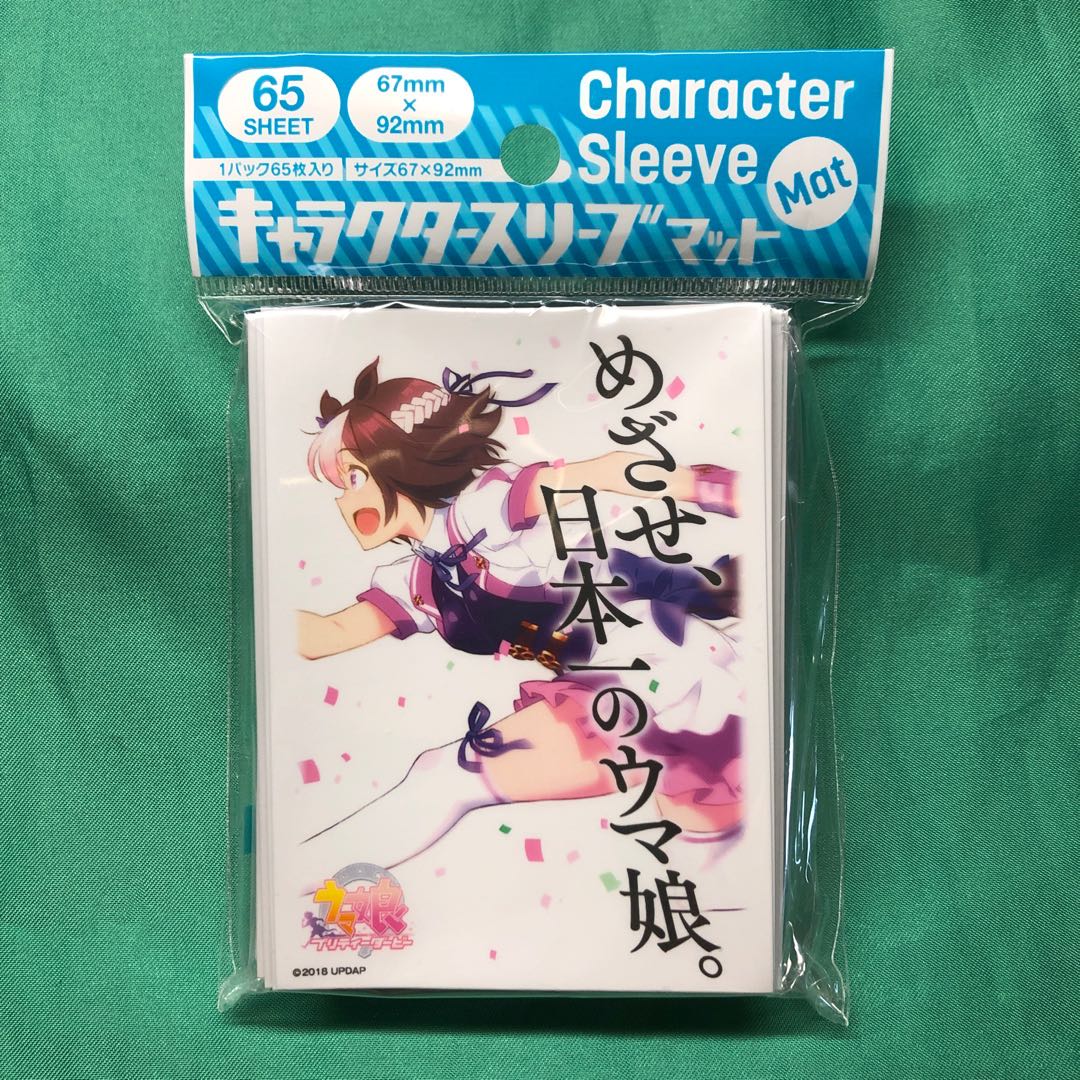 65
SHEET
67mm
×
92mm
Character
Sleeve
Mat
1パック65枚入り
サイズ67×92mm
キャラクタースリーブマット
めざせ、
日本一のウマ娘。
ウマ娘
プリティーダービー
©2018 UPDAP